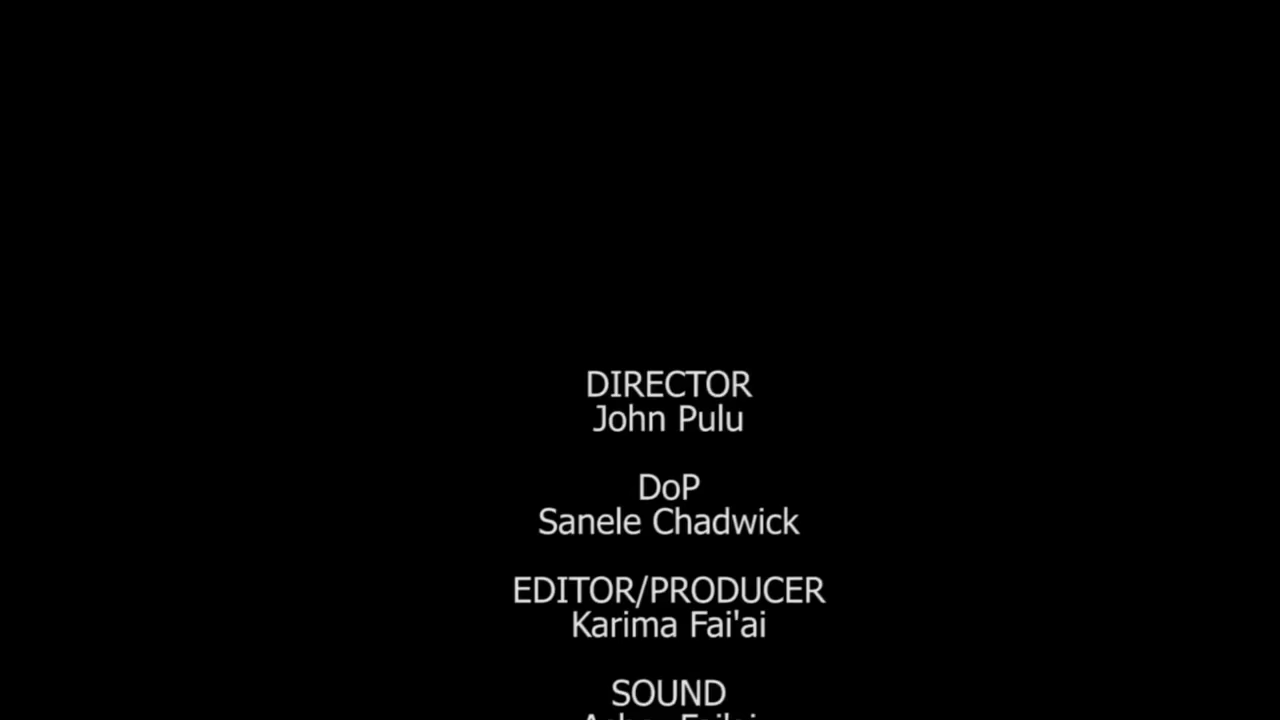 DIRECTOR
John Pulu
DoP
Sanele Chadwick
EDITOR/PRODUCER
Karima Fai'ai
SOUND